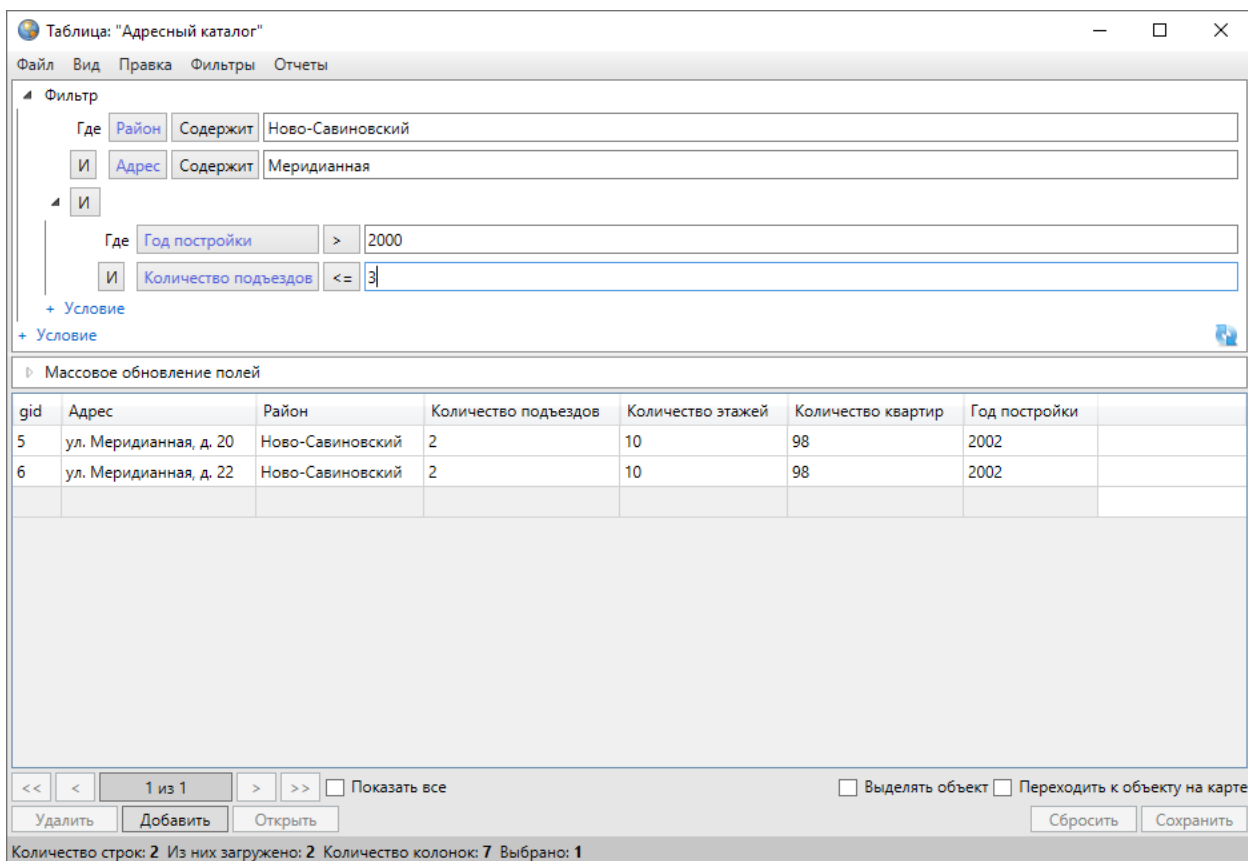 Таблица: "Адресный каталог"
Файл Вид Правка Фильтры Отчеты
Фильтр
Где Район Содержит Ново-Савиновский
И Адрес Содержит Меридианная
И
Где Год постройки > 2000
И Количество подъездов <= 3
+ Условие
+ Условие
Массовое обновление полей
gid Адрес Район Количество подъездов Количество этажей Количество квартир Год постройки
5 ул. Меридианная, д. 20 Ново-Савиновский 2 10 98 2002
6 ул. Меридианная, д. 22 Ново-Савиновский 2 10 98 2002
<< < 1 из 1 > >> Показать все Выделять объект Переходить к объекту на карте
Удалить Добавить Открыть Сбросить Сохранить
Количество строк: 2 Из них загружено: 2 Количество колонок: 7 Выбрано: 1